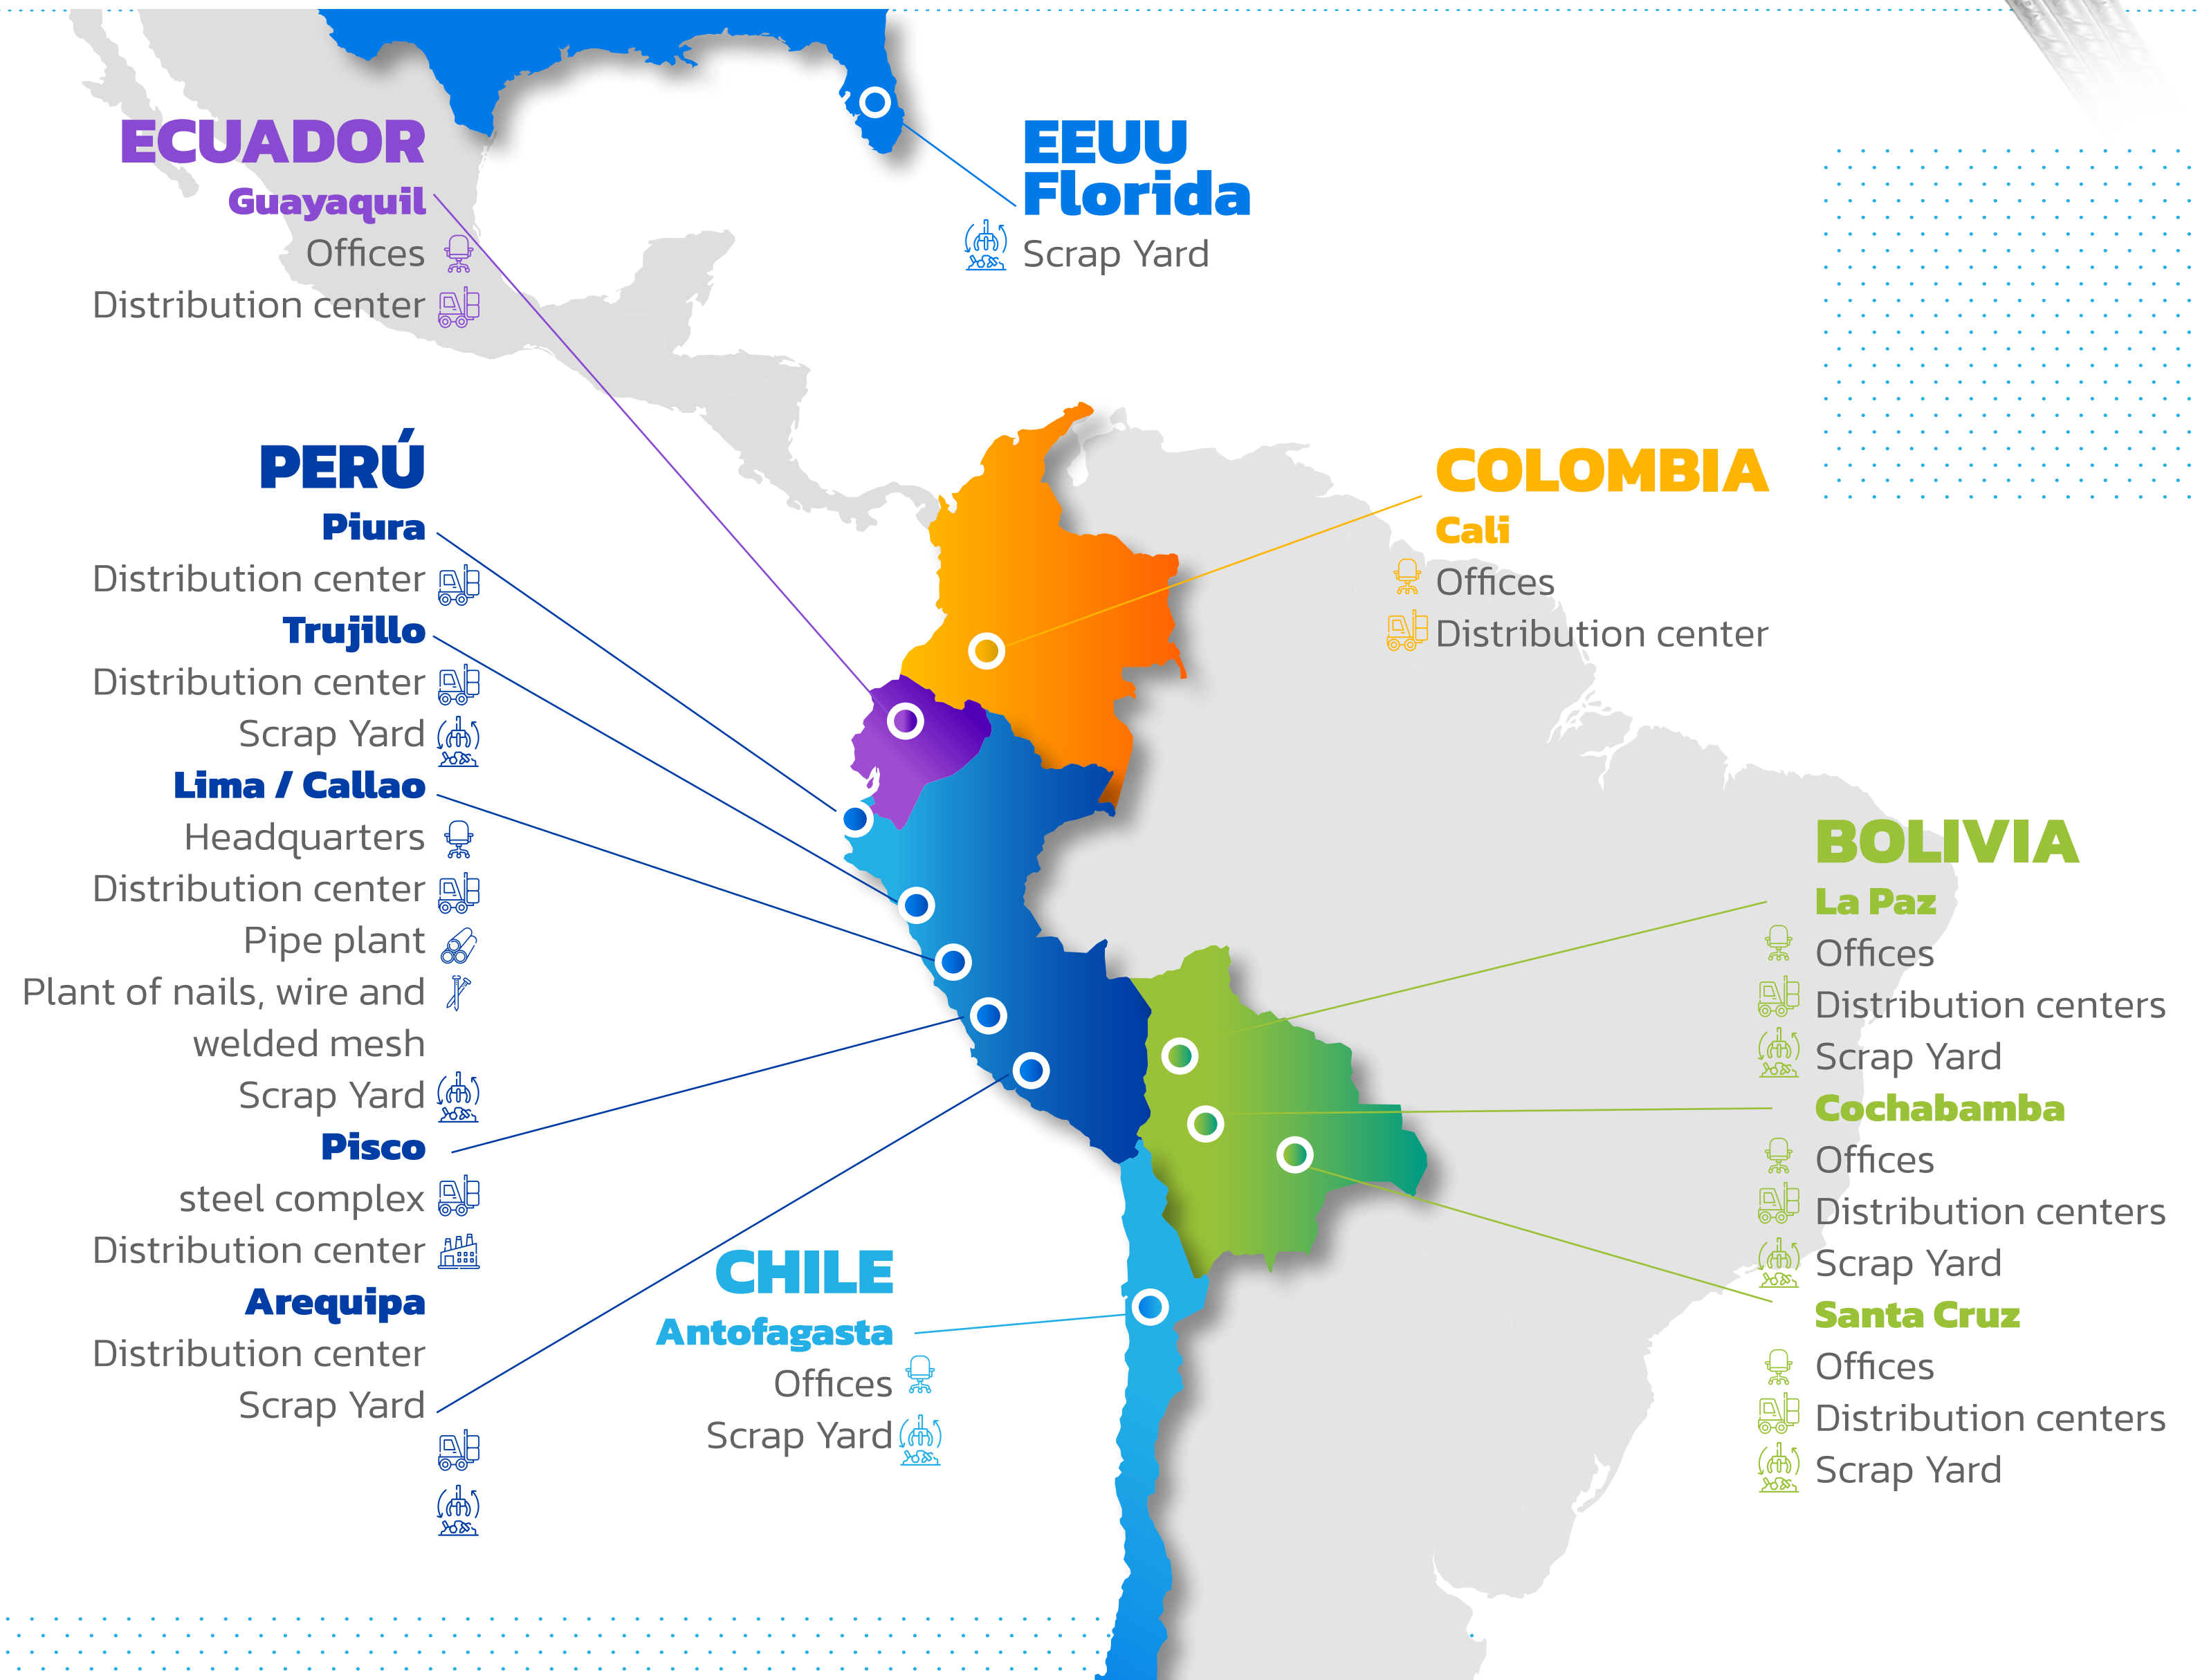 ECUADOR
Guayaquil
Offices
Distribution center
EEUU
Florida
Scrap Yard
PERÚ
Piura
Distribution center
Trujillo
Distribution center
Scrap Yard
Lima / Callao
Headquarters
Distribution center
Pipe plant
Plant of nails, wire and
welded mesh
Scrap Yard
Pisco
steel complex
Distribution center
Arequipa
Distribution center
Scrap Yard
COLOMBIA
Cali
Offices
Distribution center
CHILE
Antofagasta
Offices
Scrap Yard
BOLIVIA
La Paz
Offices
Distribution centers
Scrap Yard
Cochabamba
Offices
Distribution centers
Scrap Yard
Santa Cruz
Offices
Distribution centers
Scrap Yard